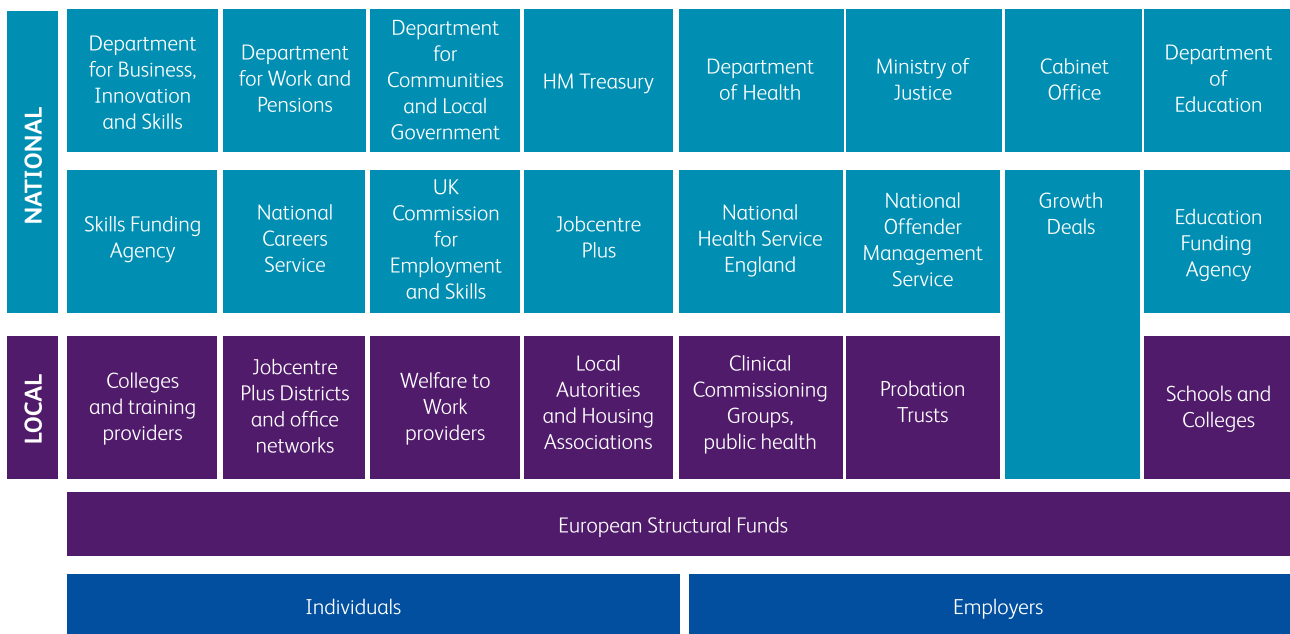 NATIONAL
Department
for Business,
Innovation
and Skills
Department
for Work and
Pensions
Department
for
Communities
and Local
Government
HM Treasury
Department
of Health
Ministry of
Justice
Cabinet
Office
Department
of
Education
Skills Funding
Agency
National
Careers
Service
UK
Commission
for
Employment
and Skills
Jobcentre
Plus
National
Health Service
England
National
Offender
Management
Service
Growth
Deals
Education
Funding
Agency
LOCAL
Colleges
and training
providers
Jobcentre
Plus Districts
and office
networks
Welfare to
Work
providers
Local
Autorities
and Housing
Associations
Clinical
Commissioning
Groups,
public health
Probation
Trusts
Schools and
Colleges
European Structural Funds
Individuals
Employers